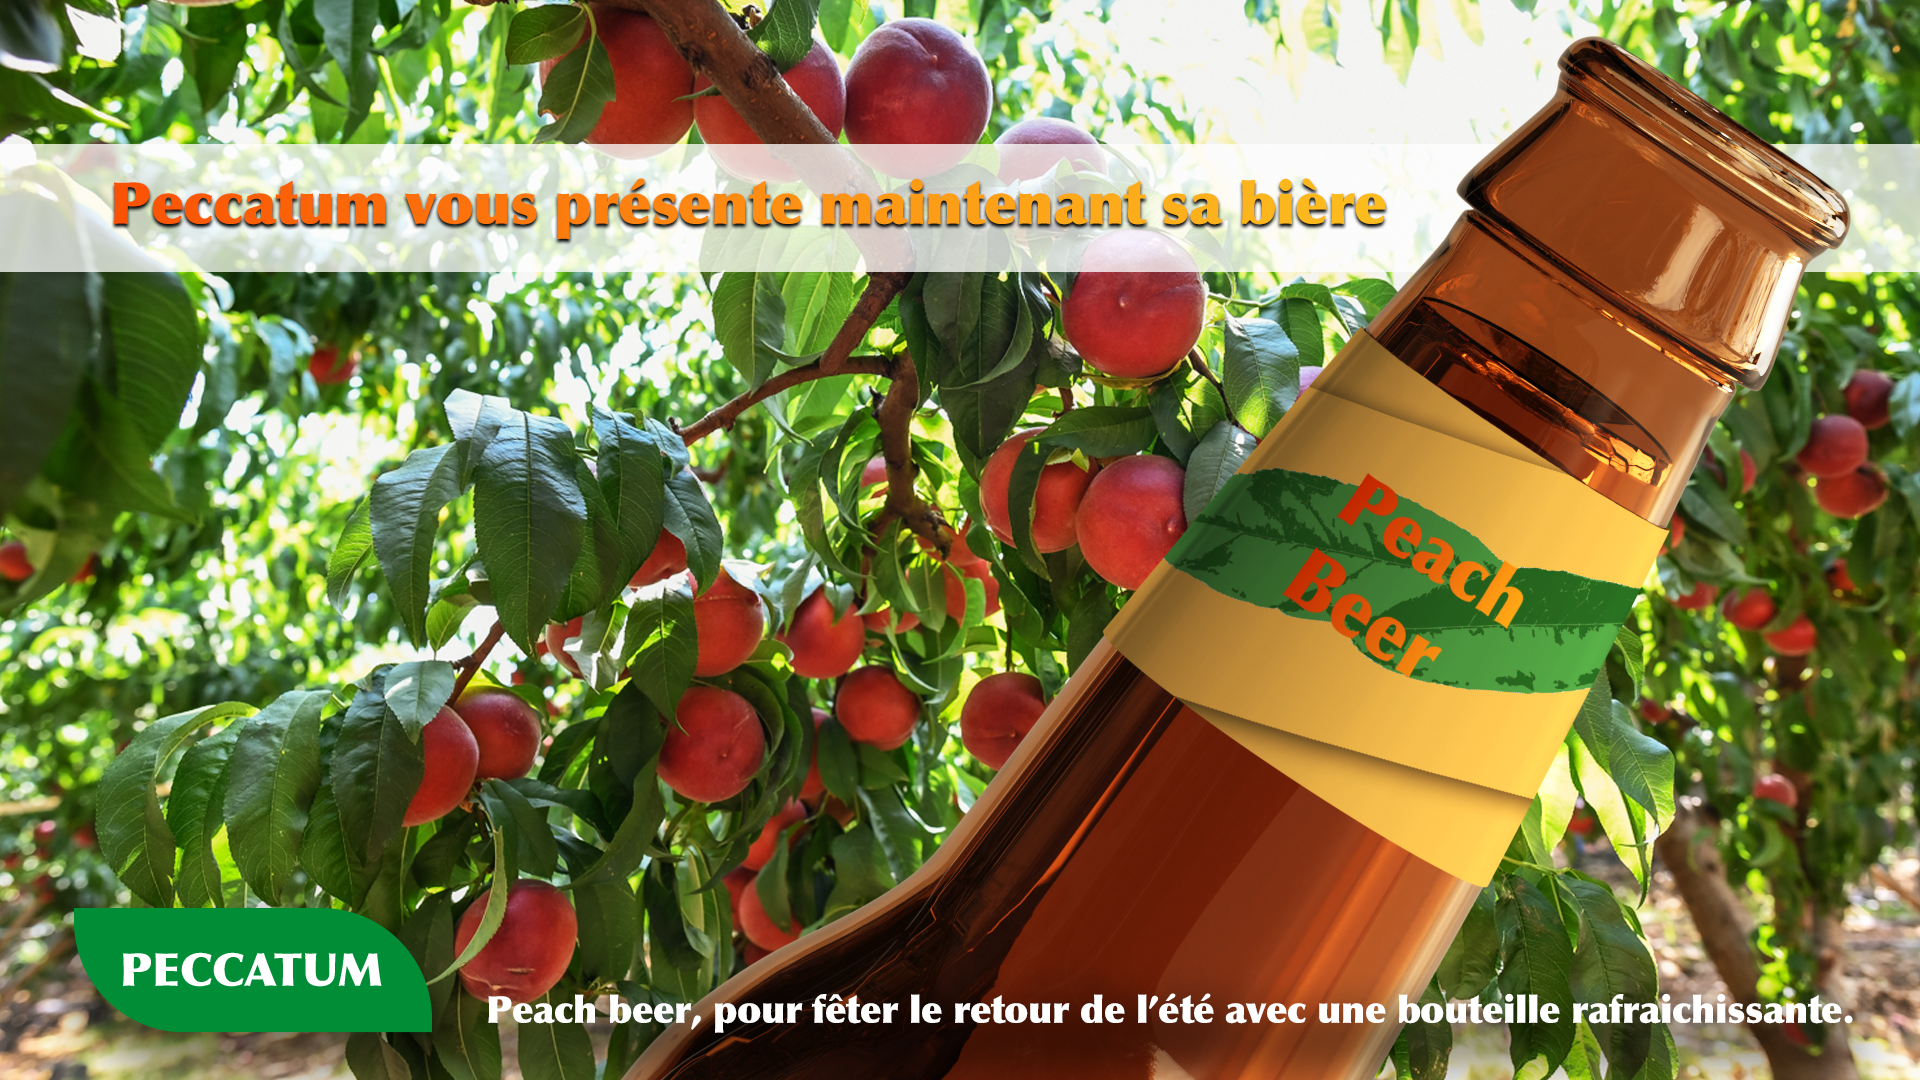 Peccatum vous présente maintenant sa bière
Peach
Beer
PECCATUM
Peach beer, pour fêter le retour de l’été avec une bouteille rafraichissante.